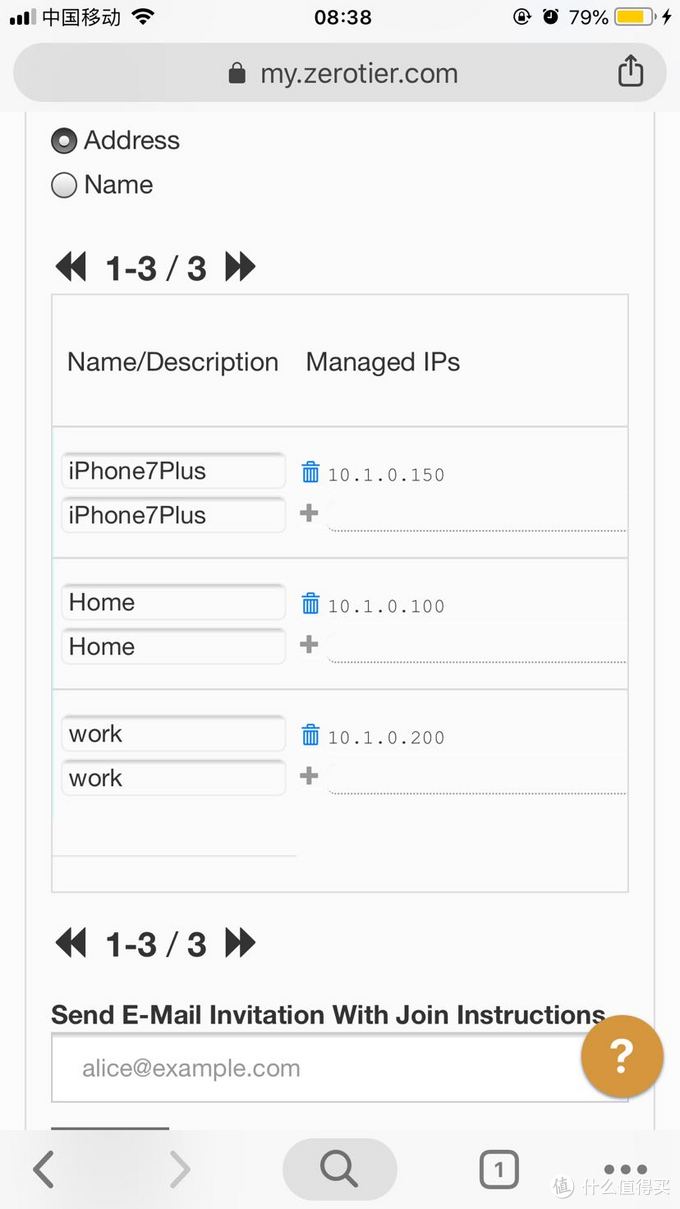 中国移动 08:38 79%
my.zerotier.com
Address
Name
1-3 / 3
Name/Description Managed IPs
iPhone7Plus 10.1.0.150
iPhone7Plus
Home 10.1.0.100
Home
work 10.1.0.200
work
1-3 / 3
Send E-Mail Invitation With Join Instructions
alice@example.com
?
1
值 什么值得买